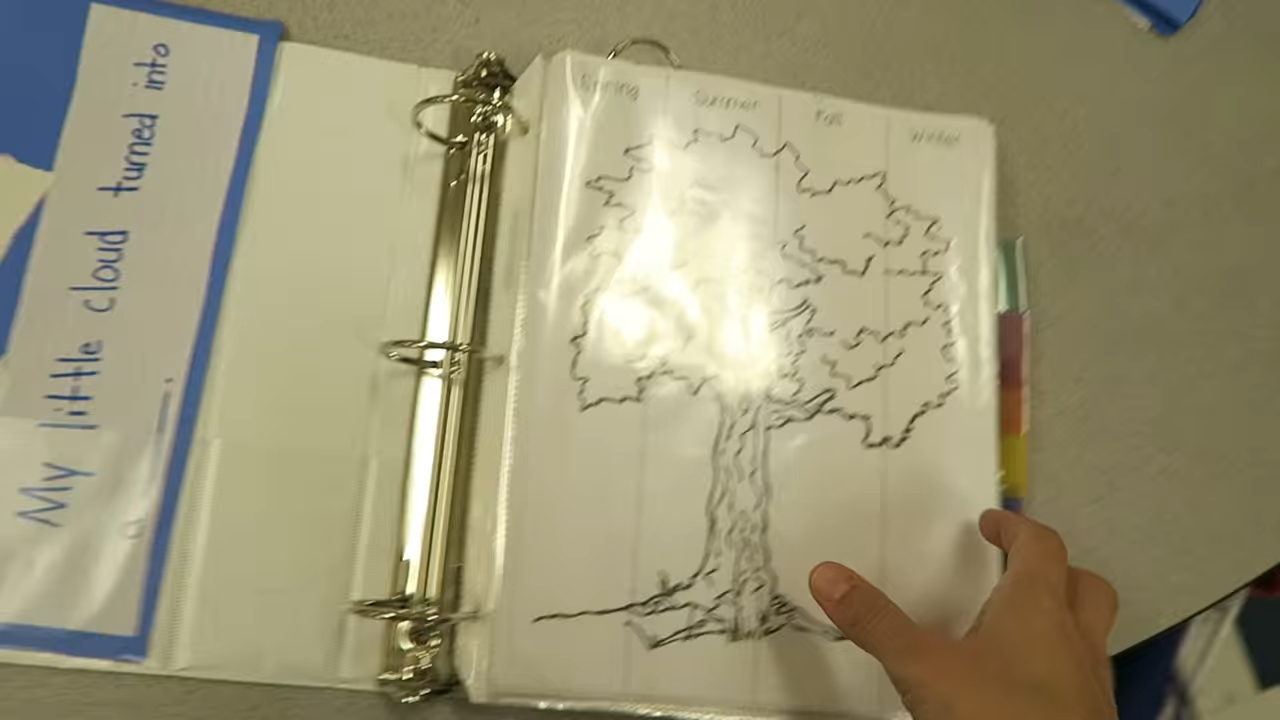 My little cloud turned into
a
Spring
Summer
Fall
Winter